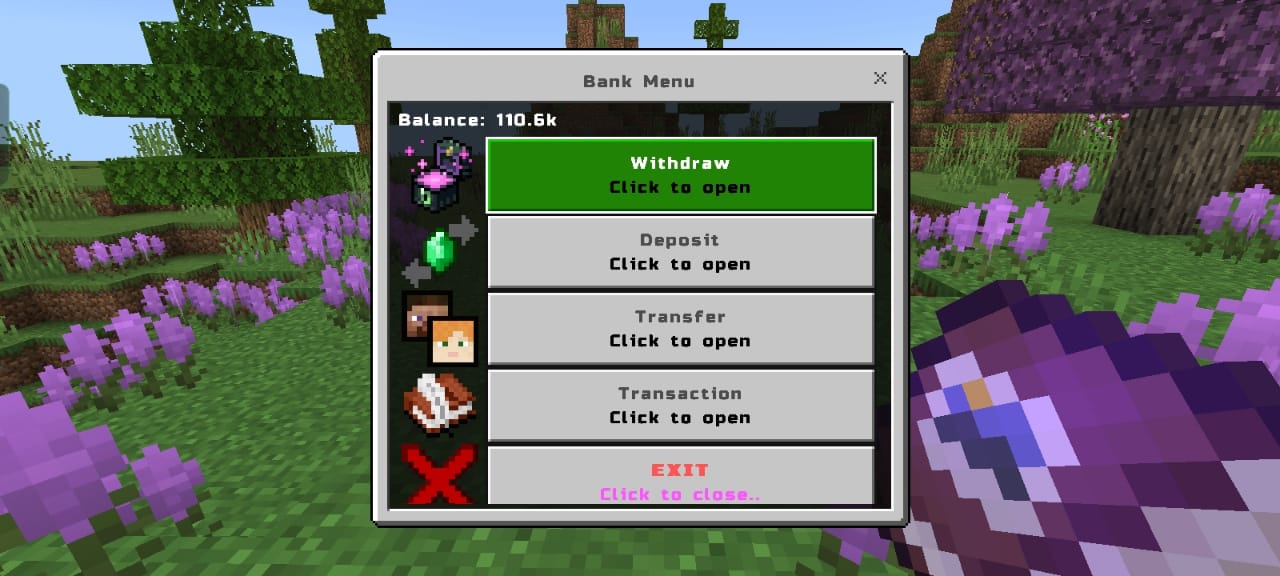 Bank Menu
Balance: 110.6k
Withdraw
Click to open
Deposit
Click to open
Transfer
Click to open
Transaction
Click to open
EXIT
Click to close..